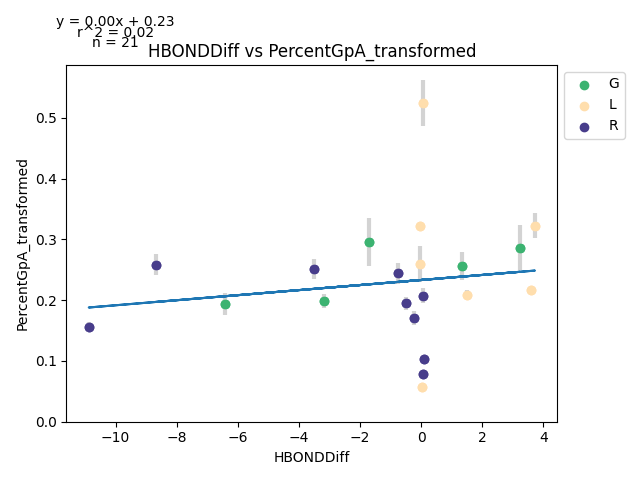 y = 0.00x + 0.23
r^2 = 0.02
n = 21
HBONDDiff vs PercentGpA_transformed
G
L
R
PercentGpA_transformed
0.5
0.4
0.3
0.2
0.1
0.0
−10
−8
−6
−4
−2
0
2
4
HBONDDiff